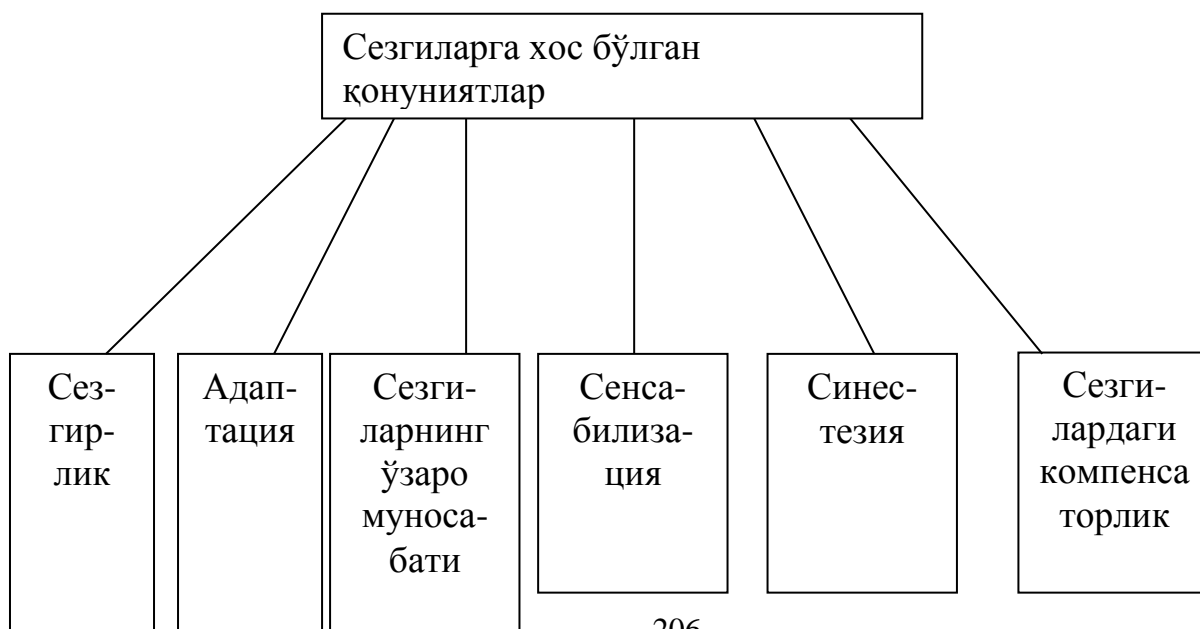 Сезгиларга хос бўлган
қонуниятлар
Сез-
гир-
лик
Адап-
тация
Сезги-
ларнинг
ўзаро
муноса-
бати
Сенса-
билиза-
ция
Синес-
тезия
Сезги-
лардаги
компенса
торлик
206